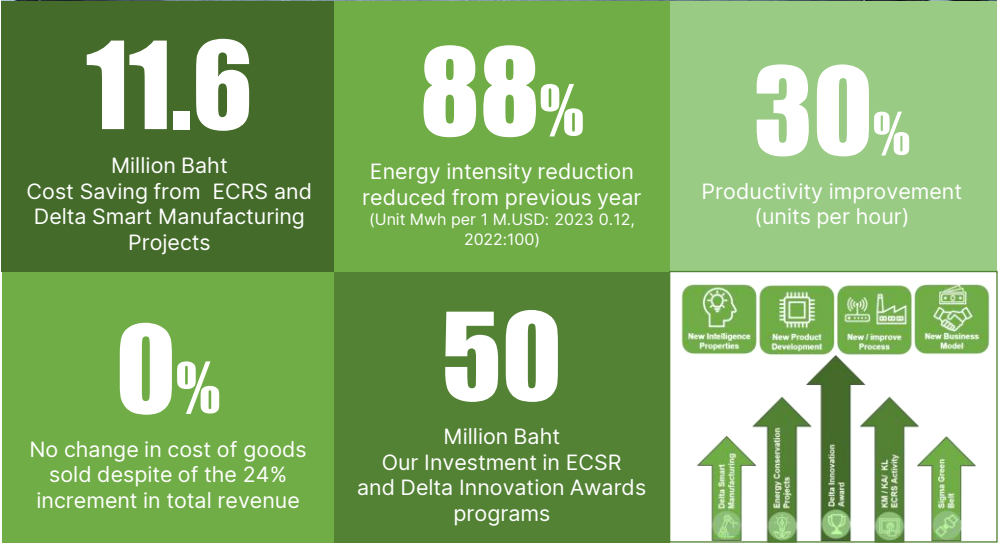 11.6
Million Baht
Cost Saving from ECRS and
Delta Smart Manufacturing
Projects
88%
Energy intensity reduction
reduced from previous year
(Unit Mwh per 1 M.USD: 2023 0.12,
2022:100)
30%
Productivity improvement
(units per hour)
0%
No change in cost of goods
sold despite of the 24%
increment in total revenue
50
Million Baht
Our Investment in ECSR
and Delta Innovation Awards
programs
New Intelligence
Properties
New Product
Development
New / improve
Process
New Business
Model
Delta Smart
Manufacturing
Energy Conservation
Projects
Delta Innovation
Award
KM / KA/ KL
ECRS Activity
Sigma Green
Belt